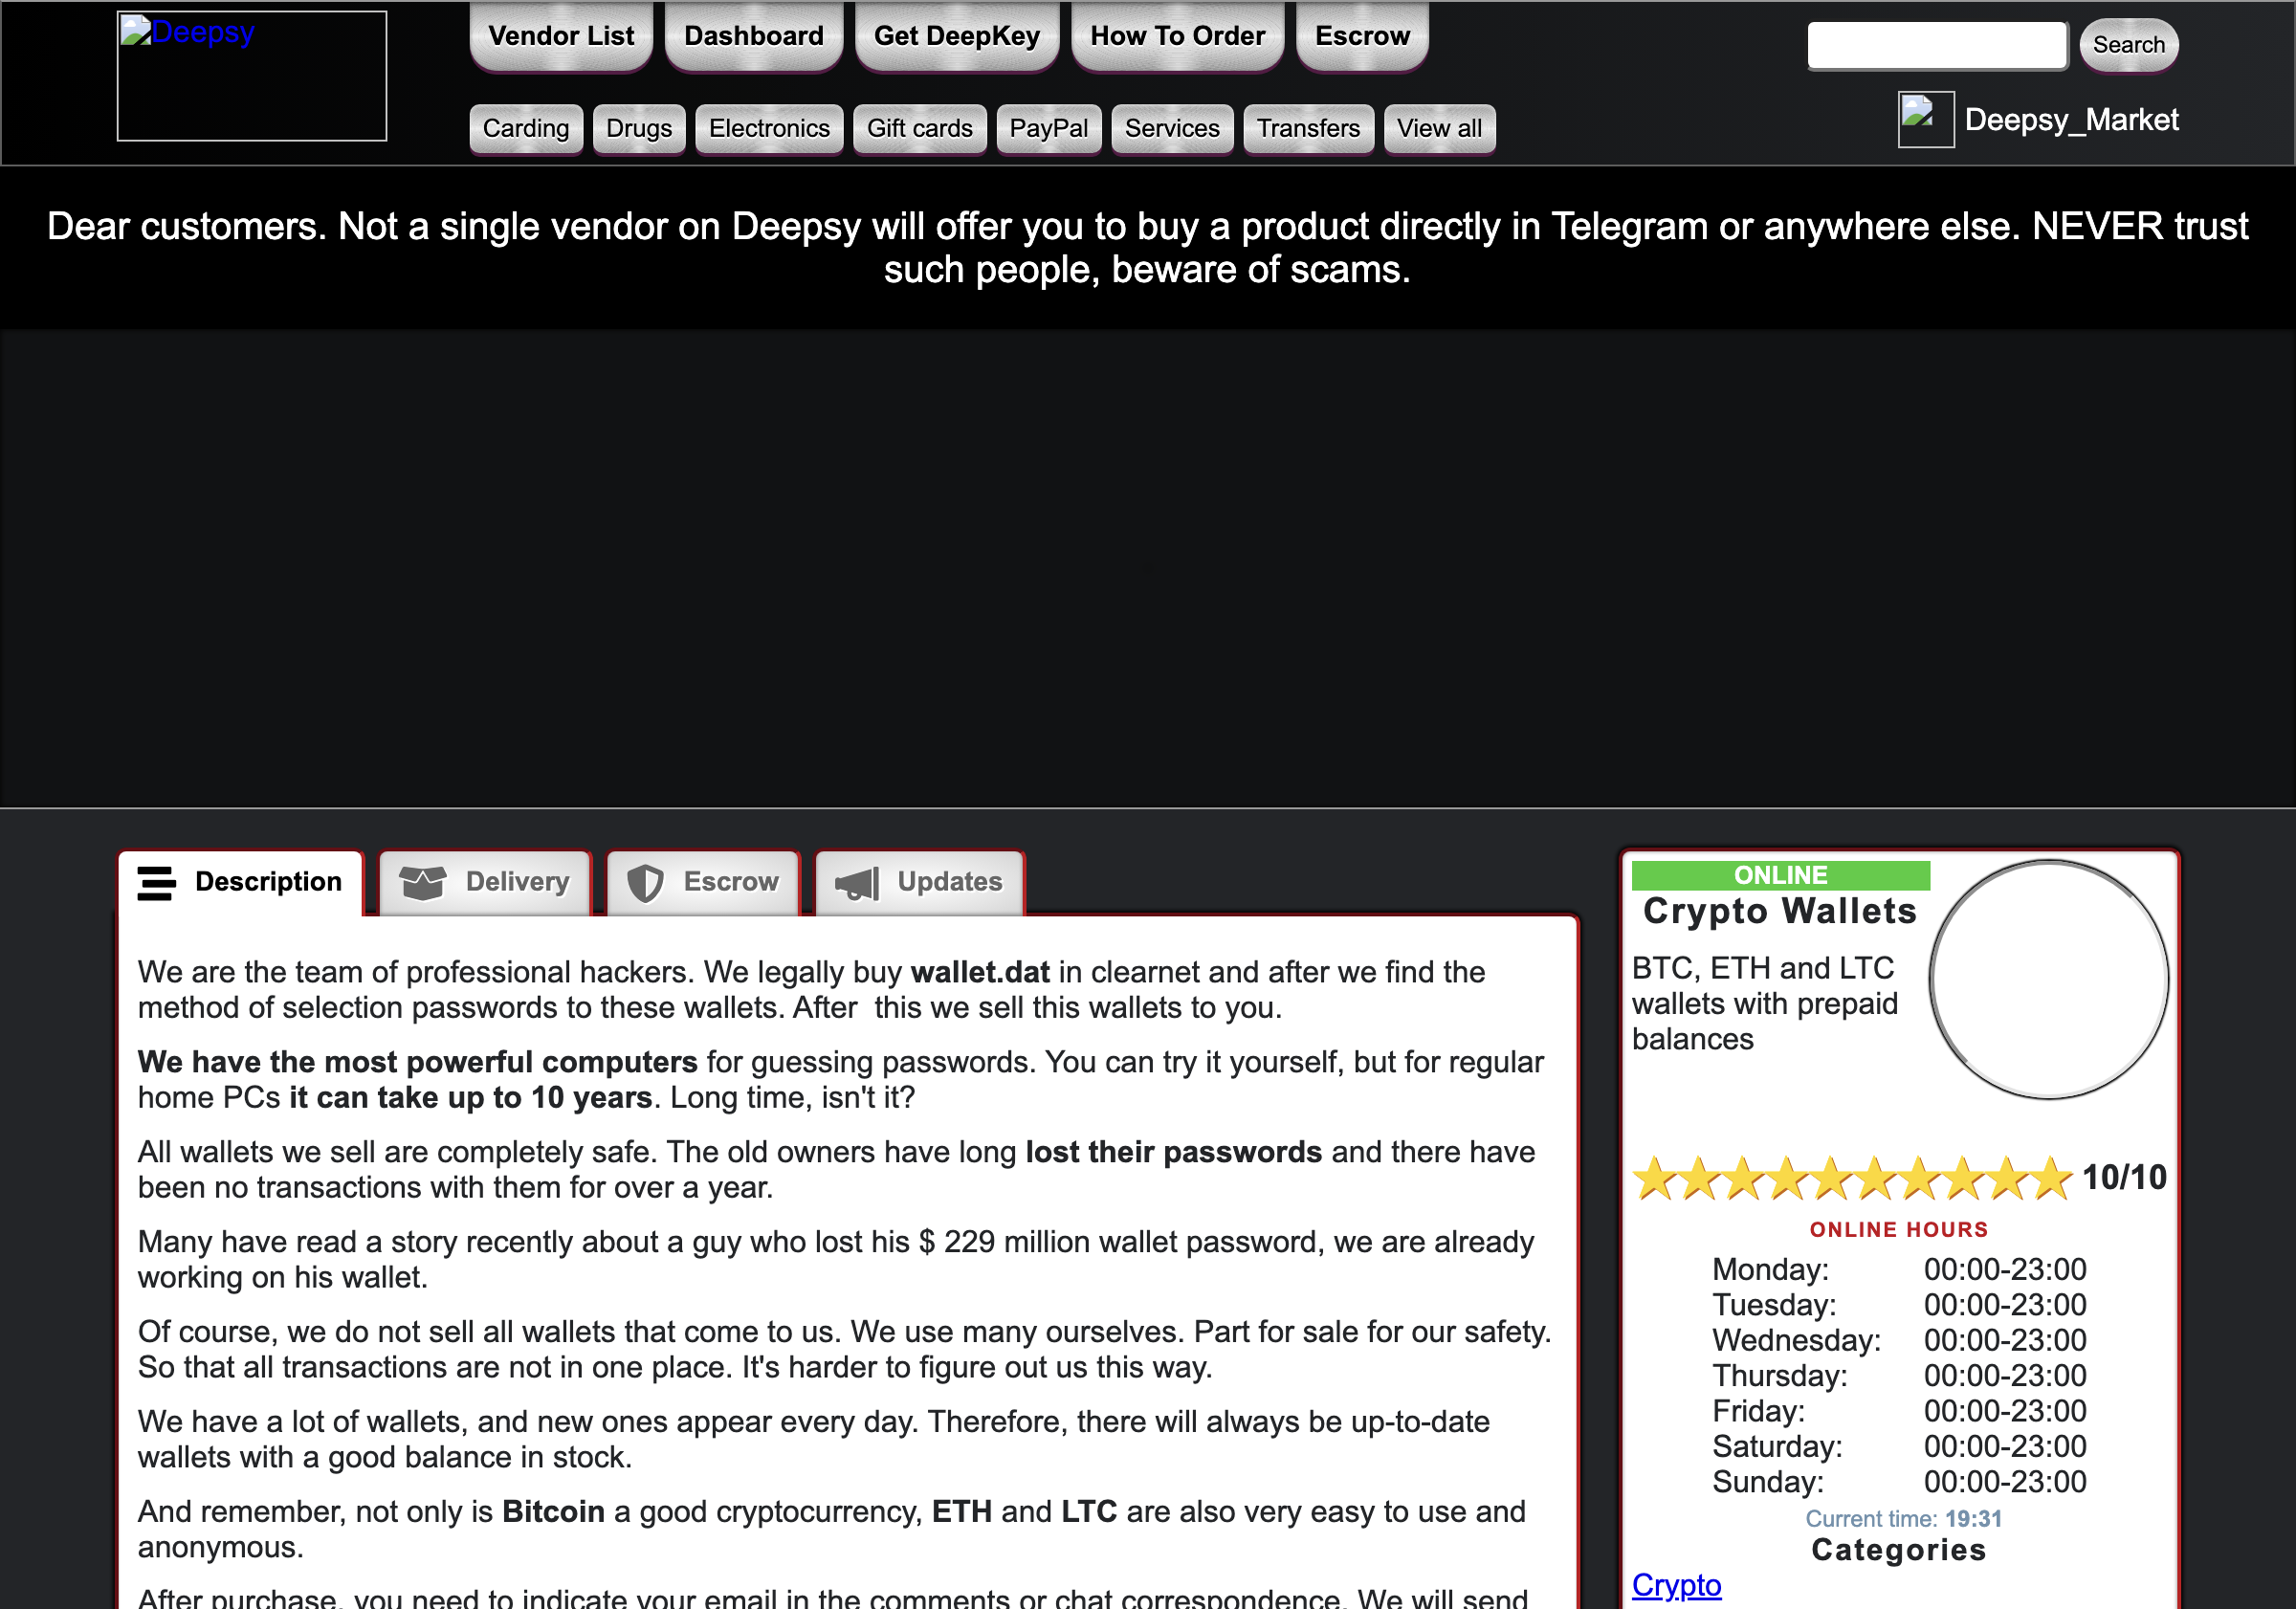 Deepsy
Vendor List
Dashboard
Get DeepKey
How To Order
Escrow
Search
Carding
Drugs
Electronics
Gift cards
PayPal
Services
Transfers
View all
Deepsy_Market
Dear customers. Not a single vendor on Deepsy will offer you to buy a product directly in Telegram or anywhere else. NEVER trust
such people, beware of scams.
Description
Delivery
Escrow
Updates
We are the team of professional hackers. We legally buy wallet.dat in clearnet and after we find the
method of selection passwords to these wallets. After  this we sell this wallets to you.
We have the most powerful computers for guessing passwords. You can try it yourself, but for regular
home PCs it can take up to 10 years. Long time, isn't it?
All wallets we sell are completely safe. The old owners have long lost their passwords and there have
been no transactions with them for over a year.
Many have read a story recently about a guy who lost his $ 229 million wallet password, we are already
working on his wallet.
Of course, we do not sell all wallets that come to us. We use many ourselves. Part for sale for our safety.
So that all transactions are not in one place. It's harder to figure out us this way.
We have a lot of wallets, and new ones appear every day. Therefore, there will always be up-to-date
wallets with a good balance in stock.
And remember, not only is Bitcoin a good cryptocurrency, ETH and LTC are also very easy to use and
anonymous.
After purchase, you need to indicate your email in the comments or chat correspondence. We will send
ONLINE
Crypto Wallets
BTC, ETH and LTC
wallets with prepaid
balances
10/10
ONLINE HOURS
Monday: 00:00-23:00
Tuesday: 00:00-23:00
Wednesday: 00:00-23:00
Thursday: 00:00-23:00
Friday: 00:00-23:00
Saturday: 00:00-23:00
Sunday: 00:00-23:00
Current time: 19:31
Categories
Crypto